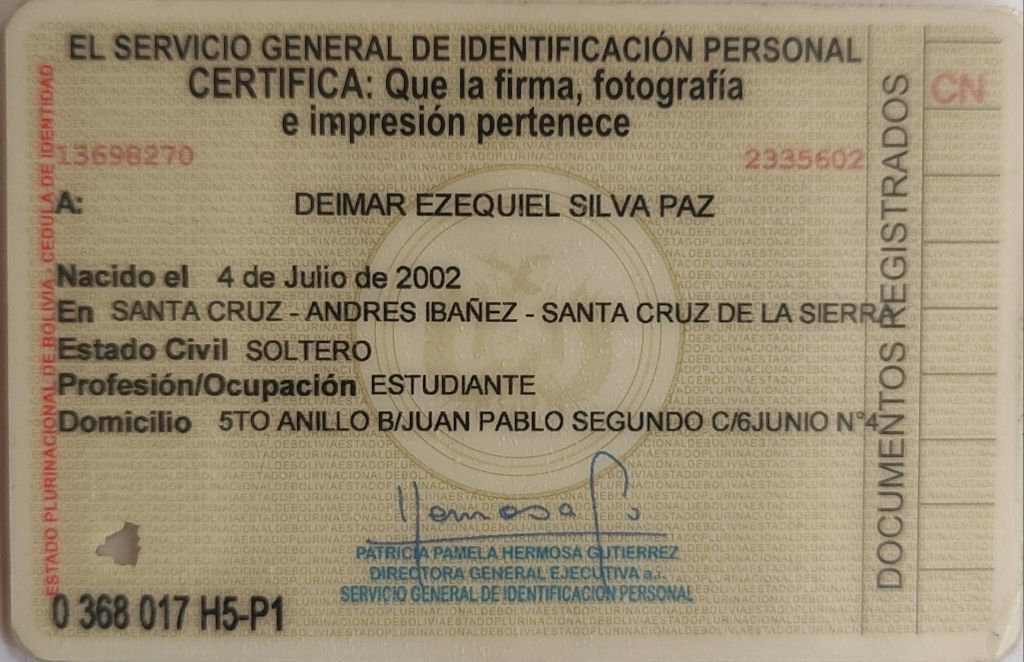 EL SERVICIO GENERAL DE IDENTIFICACIÓN PERSONAL
CERTIFICA: Que la firma, fotografía
e impresión pertenece
13698270
2335602
CN
A: DEIMAR EZEQUIEL SILVA PAZ
Nacido el 4 de Julio de 2002
En SANTA CRUZ - ANDRES IBAÑEZ - SANTA CRUZ DE LA SIERRA
Estado Civil SOLTERO
Profesión/Ocupación ESTUDIANTE
Domicilio 5TO ANILLO B/JUAN PABLO SEGUNDO C/6JUNIO N°4
PATRICIA PAMELA HERMOSA GUTIERREZ
DIRECTORA GENERAL EJECUTIVA a.i.
SERVICIO GENERAL DE IDENTIFICACIÓN PERSONAL
0 368 017 H5-P1
ESTADO PLURINACIONAL DE BOLIVIA - CEDULA DE IDENTIDAD
DOCUMENTOS REGISTRADOS